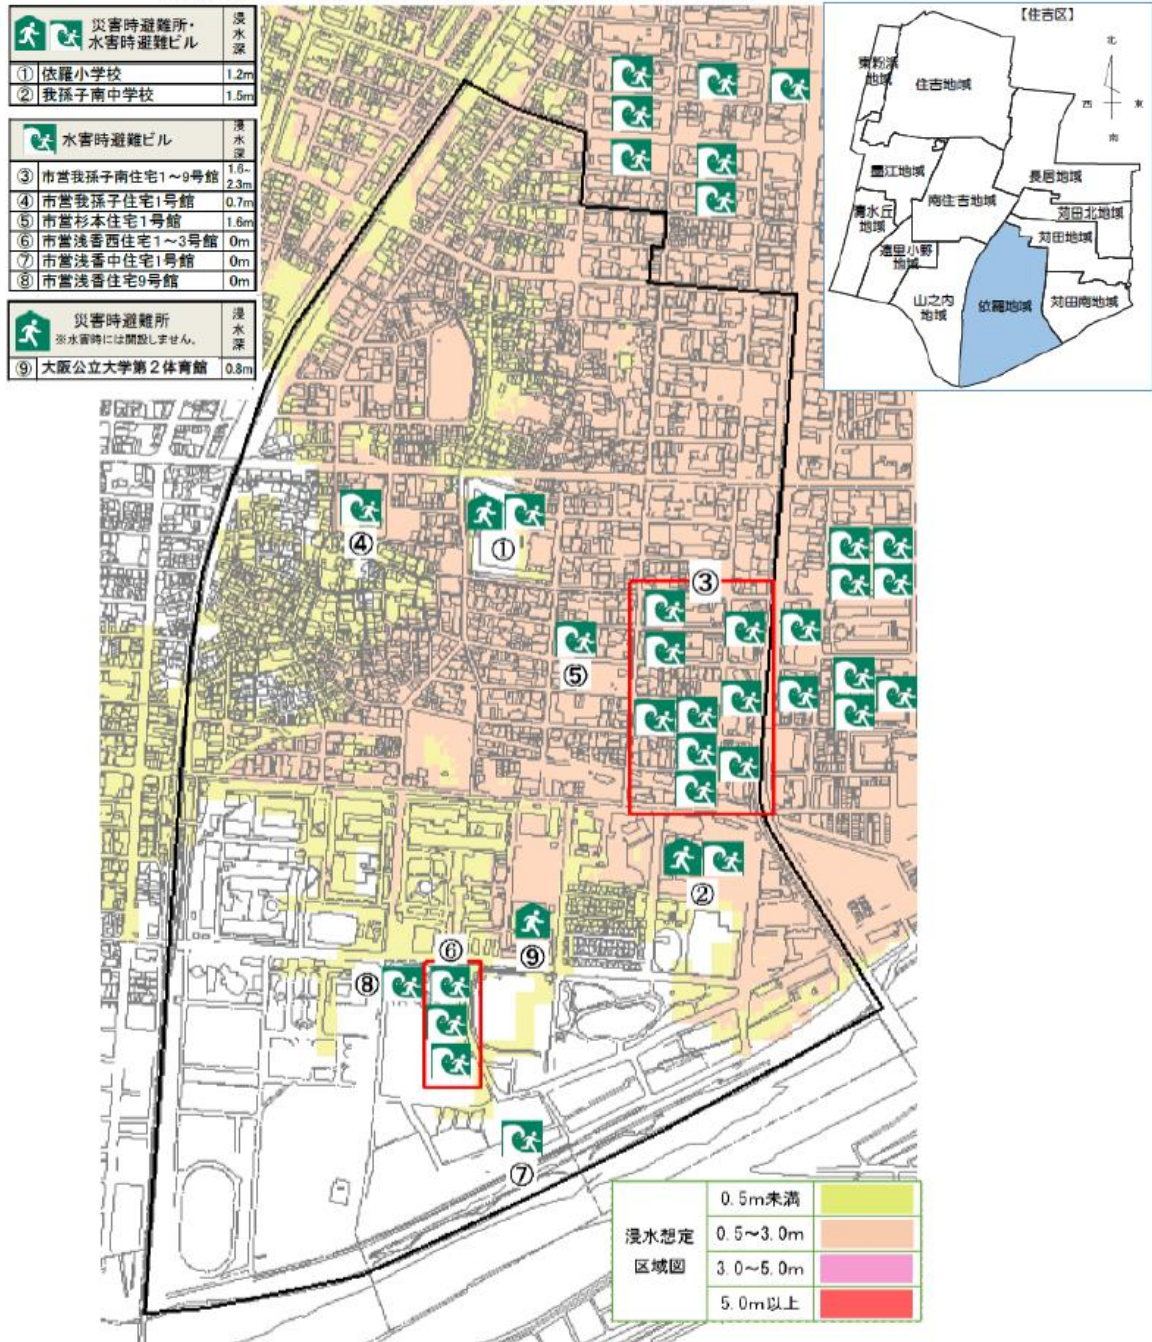 災害時避難所・
水害時避難ビル
浸水深
① 依羅小学校 1.2m
② 我孫子南中学校 1.5m
水害時避難ビル
浸水深
③ 市営我孫子南住宅1～9号館 1.6~2.3m
④ 市営我孫子住宅1号館 0.7m
⑤ 市営杉本住宅1号館 1.6m
⑥ 市営浅香西住宅1～3号館 0m
⑦ 市営浅香中住宅1号館 0m
⑧ 市営浅香住宅9号館 0m
災害時避難所
※水害時には開設しません。
浸水深
⑨ 大阪公立大学第2体育館 0.8m
【住吉区】
北
西
東
南
東粉浜
地域
住吉地域
墨江地域
長居地域
南住吉地域
清水丘
地域
苅田北地域
苅田地域
遠里小野
地域
山之内
地域
依羅地域
苅田南地域
④
①
③
⑤
②
⑥
⑨
⑧
⑦
浸水想定
区域図
0.5m未満
0.5～3.0m
3.0～5.0m
5.0m以上